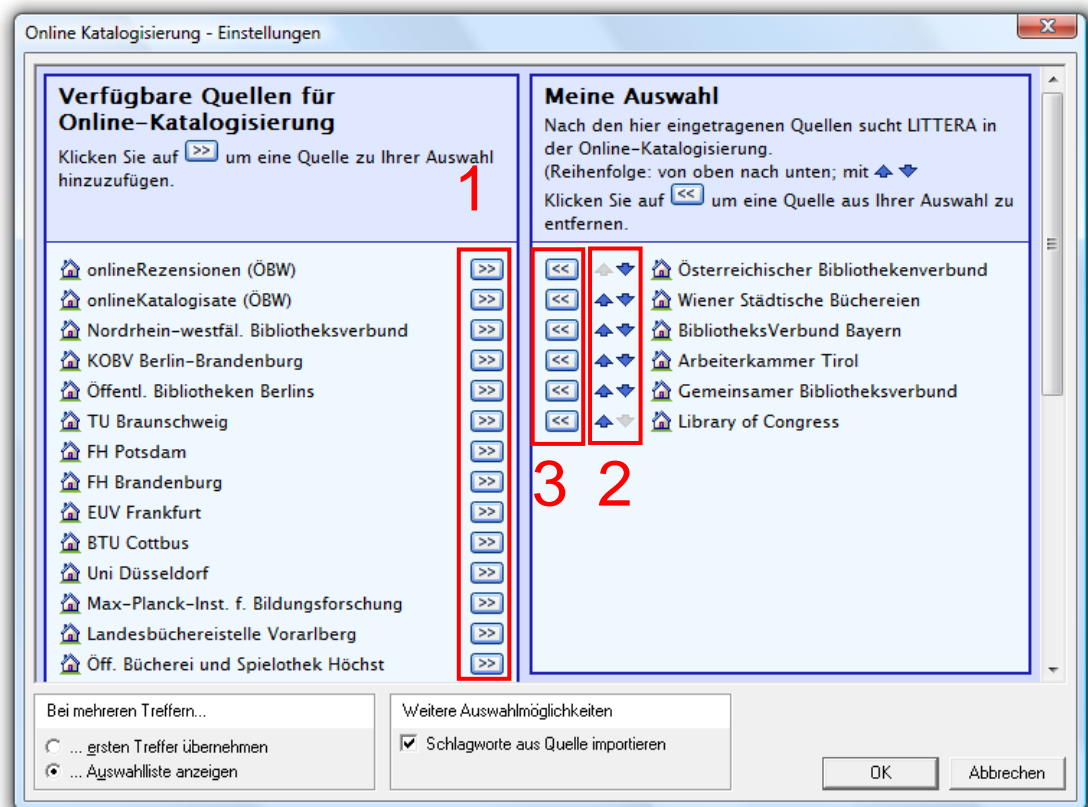 Online Katalogisierung - Einstellungen
X
Verfügbare Quellen für
Online-Katalogisierung
Klicken Sie auf >> um eine Quelle zu Ihrer Auswahl
hinzuzufügen.
1
onlineRezensionen (ÖBW) >>
onlineKatalogisate (ÖBW) >>
Nordrhein-westfäl. Bibliotheksverbund >>
KOBV Berlin-Brandenburg >>
Öffentl. Bibliotheken Berlins >>
TU Braunschweig >>
FH Potsdam >>
FH Brandenburg >>
EUV Frankfurt >>
BTU Cottbus >>
Uni Düsseldorf >>
Max-Planck-Inst. f. Bildungsforschung >>
Landesbüchereistelle Vorarlberg >>
Öff. Bücherei und Spielothek Höchst >>
Meine Auswahl
Nach den hier eingetragenen Quellen sucht LITTERA in
der Online-Katalogisierung.
(Reihenfolge: von oben nach unten; mit
Klicken Sie auf << um eine Quelle aus Ihrer Auswahl zu
entfernen.
<< Österreichischer Bibliothekenverbund
<< Wiener Städtische Büchereien
<< BibliotheksVerbund Bayern
<< Arbeiterkammer Tirol
<< Gemeinsamer Bibliotheksverbund
<< Library of Congress
3 2
Bei mehreren Treffern...
... ersten Treffer übernehmen
... Auswahlliste anzeigen
Weitere Auswahlmöglichkeiten
Schlagworte aus Quelle importieren
OK
Abbrechen